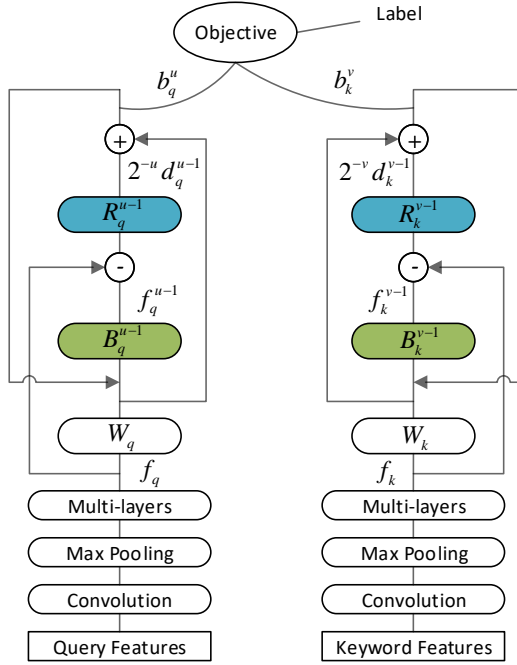 Objective
Label
b_q^u
b_k^v
+
+
2^{-u} d_q^{u-1}
2^{-v} d_k^{v-1}
R_q^{u-1}
R_k^{v-1}
-
-
f_q^{u-1}
f_k^{v-1}
B_q^{u-1}
B_k^{v-1}
W_q
W_k
f_q
f_k
Multi-layers
Multi-layers
Max Pooling
Max Pooling
Convolution
Convolution
Query Features
Keyword Features